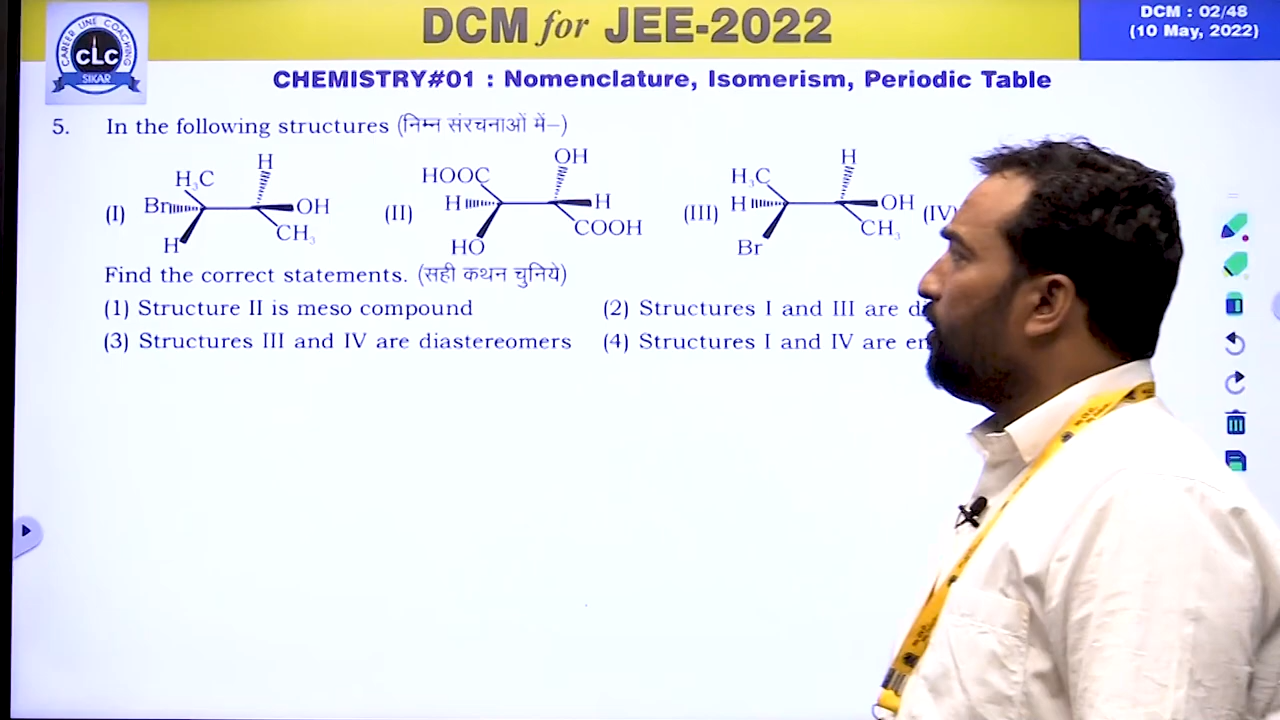 DCM for JEE-2022
DCM : 02/48
(10 May, 2022)
CAREER LINE COACHING
CLC
SIKAR
CHEMISTRY#01 : Nomenclature, Isomerism, Periodic Table
5. In the following structures (निम्न संरचनाओं में–)
(I) H₃C H Br OH H CH₃
(II) HOOC OH H H HO COOH
(III) H₃C H H OH Br CH₃
(IV)
Find the correct statements. (सही कथन चुनिये)
(1) Structure II is meso compound
(2) Structures I and III are
(3) Structures III and IV are diastereomers
(4) Structures I and IV are